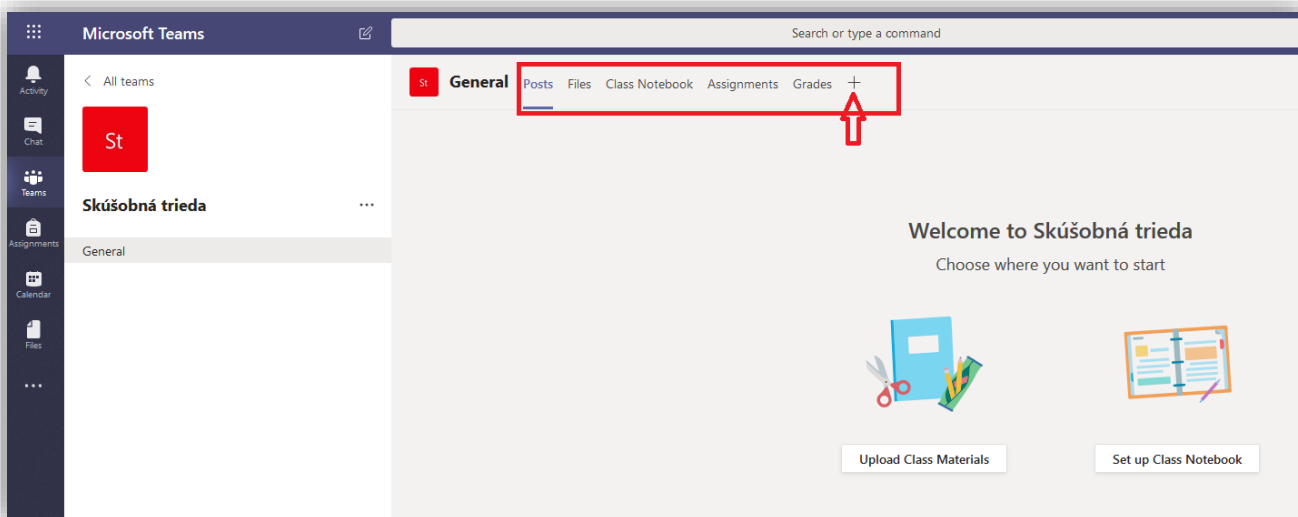 Microsoft Teams
Search or type a command
Activity
Chat
Teams
Assignments
Calendar
Files
All teams
St
Skúšobná trieda
General
St General Posts Files Class Notebook Assignments Grades
Welcome to Skúšobná trieda
Choose where you want to start
Upload Class Materials
Set up Class Notebook